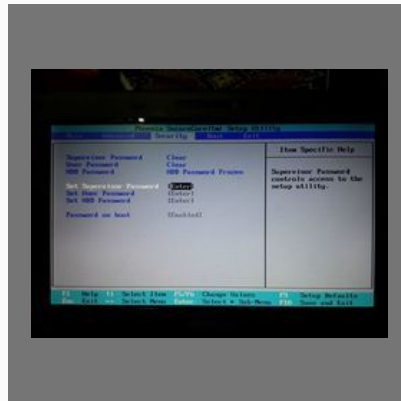 Phoenix SecureCore(tm) Setup Utility
Main Advanced Security Boot Exit
Item Specific Help
Supervisor Password Clear
User Password Clear
HDD Password HDD Password Frozen
Supervisor Password
controls access to the
setup utility.
Set Supervisor Password [Enter]
Set User Password [Enter]
Set HDD Password [Enter]
Password on boot [Enabled]
F1 Help Select Item F5/F6 Change Values F9 Setup Defaults
Esc Exit Select Menu Enter Select Sub-Menu F10 Save and Exit